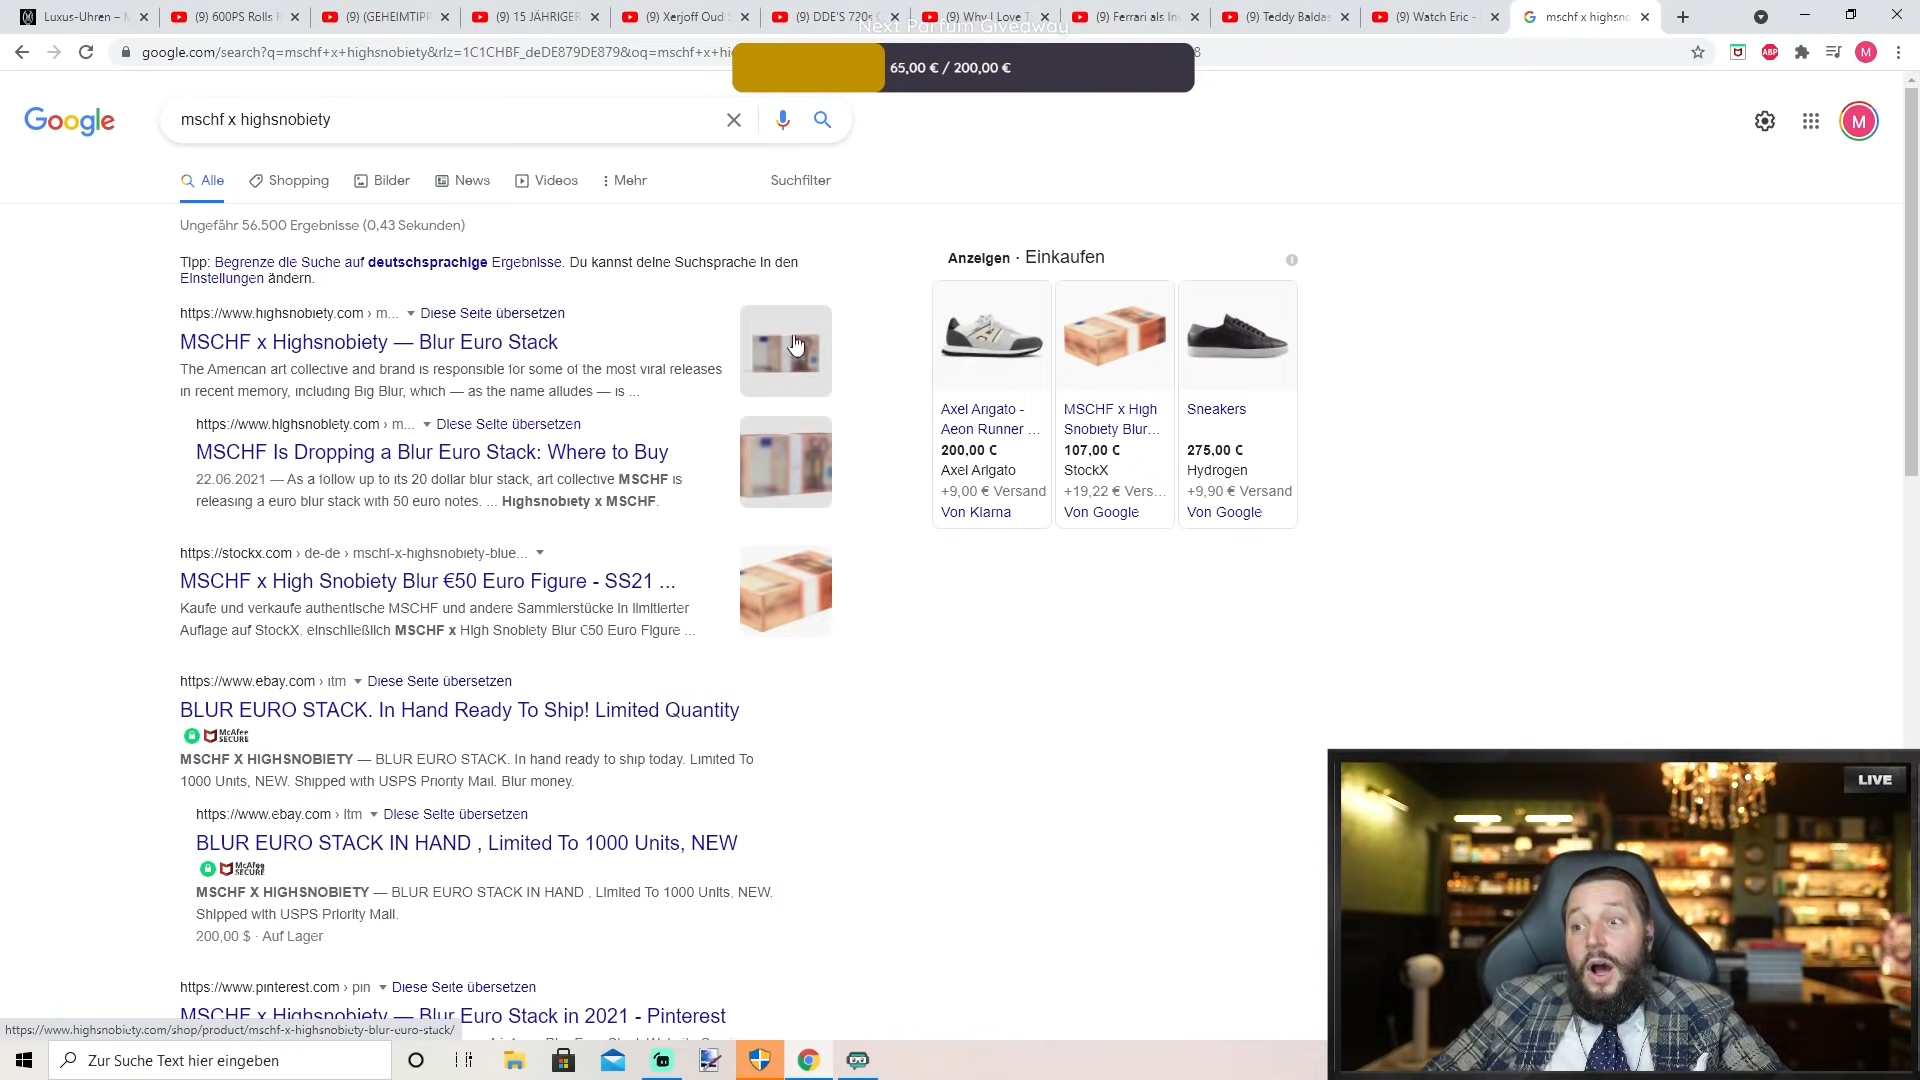 Luxus-Uhren –
(9) 600PS Rolls R
(9) (GEHEIMTIPP
(9) 15 JÄHRIGER
(9) Xerjoff Oud S
(9) DDE'S 720s
(9) Why I Love T
(9) Ferrari als In
(9) Teddy Baldas
(9) Watch Eric -
mschf x highsno
Next Parfum Givedway
google.com/search?q=mschf+x+highsnobiety&rlz=1C1CHBF_deDE879DE879&oq=mschf+x+hi
65,00 € / 200,00 €
ABP
M
Google
mschf x highsnobiety
M
Alle
Shopping
Bilder
News
Videos
Mehr
Suchfilter
Ungefähr 56.500 Ergebnisse (0,43 Sekunden)
Tipp: Begrenze die Suche auf deutschsprachige Ergebnisse. Du kannst deine Suchsprache in den
Einstellungen ändern.
https://www.highsnobiety.com › m... Diese Seite übersetzen
MSCHF x Highsnobiety — Blur Euro Stack
The American art collective and brand is responsible for some of the most viral releases
in recent memory, including Big Blur, which — as the name alludes — is ...
https://www.highsnobiety.com › m... Diese Seite übersetzen
MSCHF Is Dropping a Blur Euro Stack: Where to Buy
22.06.2021 — As a follow up to its 20 dollar blur stack, art collective MSCHF is
releasing a euro blur stack with 50 euro notes. ... Highsnobiety x MSCHF.
https://stockx.com › de-de › mschf-x-highsnobiety-blue...
MSCHF x High Snobiety Blur €50 Euro Figure - SS21 ...
Kaufe und verkaufe authentische MSCHF und andere Sammlerstücke in limitierter
Auflage auf StockX, einschließlich MSCHF x High Snobiety Blur €50 Euro Figure ...
https://www.ebay.com › itm Diese Seite übersetzen
BLUR EURO STACK. In Hand Ready To Ship! Limited Quantity
McAfee SECURE
MSCHF X HIGHSNOBIETY — BLUR EURO STACK. In hand ready to ship today. Limited To
1000 Units, NEW. Shipped with USPS Priority Mail. Blur money.
https://www.ebay.com › itm Diese Seite übersetzen
BLUR EURO STACK IN HAND , Limited To 1000 Units, NEW
McAfee SECURE
MSCHF X HIGHSNOBIETY — BLUR EURO STACK IN HAND , Limited To 1000 Units, NEW.
Shipped with USPS Priority Mail.
200,00 $ · Auf Lager
https://www.pinterest.com › pin Diese Seite übersetzen
MSCHF x Highsnobiety — Blur Euro Stack in 2021 - Pinterest
Anzeigen · Einkaufen
Axel Arigato -
Aeon Runner ...
200,00 €
Axel Arigato
+9,00 € Versand
Von Klarna
MSCHF x High
Snobiety Blur...
107,00 €
StockX
+19,22 € Vers...
Von Google
Sneakers
275,00 €
Hydrogen
+9,90 € Versand
Von Google
LIVE
https://www.highsnobiety.com/shop/product/mschf-x-highsnobiety-blur-euro-stack/
Zur Suche Text hier eingeben